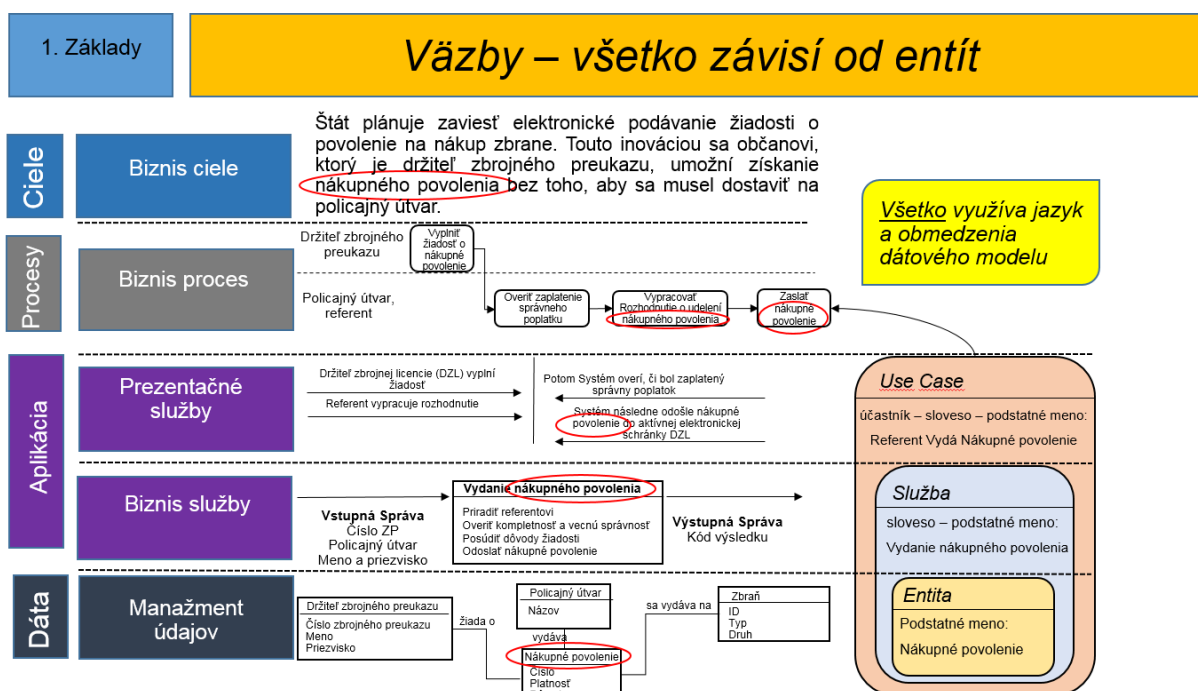 1. Základy
Väzby – všetko závisí od entít
Ciele
Biznis ciele
Štát plánuje zaviesť elektronické podávanie žiadosti o
povolenie na nákup zbrane. Touto inováciou sa občanovi,
ktorý je držiteľ zbrojného preukazu, umožní získanie
nákupného povolenia bez toho, aby sa musel dostaviť na
policajný útvar.
Všetko využíva jazyk
a obmedzenia
dátového modelu
Procesy
Biznis proces
Držiteľ zbrojného
preukazu
Vyplniť
žiadosť o
nákupné
povolenie
Policajný útvar,
referent
Overiť zaplatenie
správneho
poplatku
Vypracovať
Rozhodnutie o udelení
nákupného povolenia
Zaslať
nákupné
povolenie
Aplikácia
Prezentačné
služby
Držiteľ zbrojnej licencie (DZL) vyplní
žiadosť
Referent vypracuje rozhodnutie
Potom Systém overí, či bol zaplatený
správny poplatok
Systém následne odošle nákupné
povolenie do aktívnej elektronickej
schránky DZL
Use Case
účastník – sloveso – podstatné meno:
Referent Vydá Nákupné povolenie
Biznis služby
Vstupná Správa
Číslo ZP
Policajný útvar
Meno a priezvisko
Vydanie nákupného povolenia
Priradiť referentovi
Overiť kompletnosť a vecnú správnosť
Posúdiť dôvody žiadosti
Odoslať nákupné povolenie
Výstupná Správa
Kód výsledku
Služba
sloveso – podstatné meno:
Vydanie nákupného povolenia
Dáta
Manažment
údajov
Držiteľ zbrojného preukazu
Číslo zbrojného preukazu
Meno
Priezvisko
žiada o
Policajný útvar
Názov
vydáva
Nákupné povolenie
Číslo
Platnosť
sa vydáva na
Zbraň
ID
Typ
Druh
Entita
Podstatné meno:
Nákupné povolenie